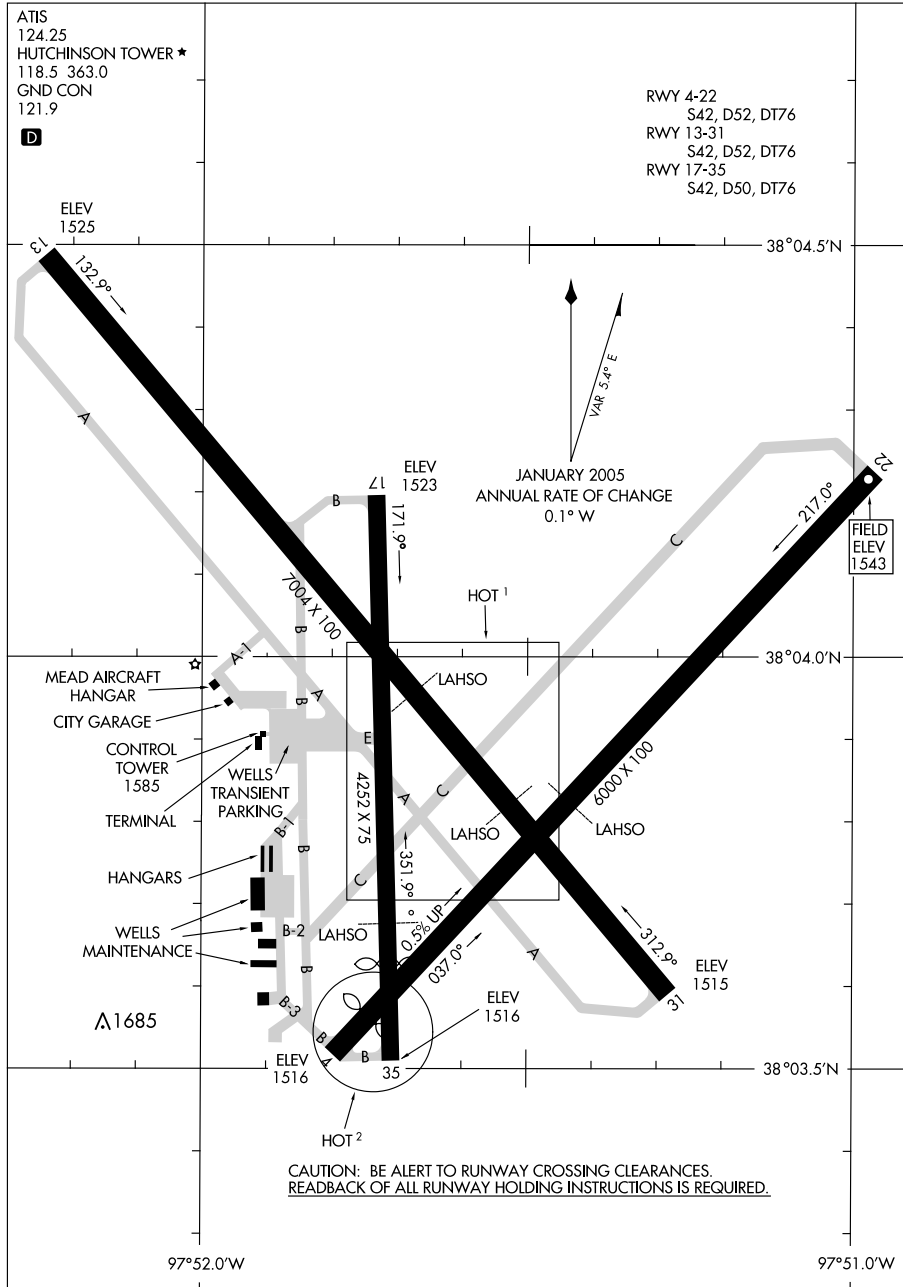 ATIS
124.25
HUTCHINSON TOWER ★
118.5 363.0
GND CON
121.9
D
RWY 4-22
S42, D52, DT76
RWY 13-31
S42, D52, DT76
RWY 17-35
S42, D50, DT76
ELEV
1525
13
132.9°
38°04.5'N
VAR 5.4° E
JANUARY 2005
ANNUAL RATE OF CHANGE
0.1° W
A
22
217.0°
FIELD
ELEV
1543
ELEV
1523
17
B
171.9°
C
7004 X 100
HOT 1
B
A-1
38°04.0'N
MEAD AIRCRAFT
HANGAR
LAHSO
A
B
CITY GARAGE
CONTROL
TOWER
1585
E
WELLS
TRANSIENT
PARKING
TERMINAL
4252 X 75
6000 X 100
A
C
LAHSO
LAHSO
B-1
B
HANGARS
351.9°
C
°
0.5% UP
WELLS
MAINTENANCE
B-2
LAHSO
037.0°
312.9°
A
B
ELEV
1515
31
B-3
ELEV
1516
1685
B
ELEV
1516
4
B
35
38°03.5'N
HOT 2
CAUTION: BE ALERT TO RUNWAY CROSSING CLEARANCES.
READBACK OF ALL RUNWAY HOLDING INSTRUCTIONS IS REQUIRED.
97°52.0'W
97°51.0'W